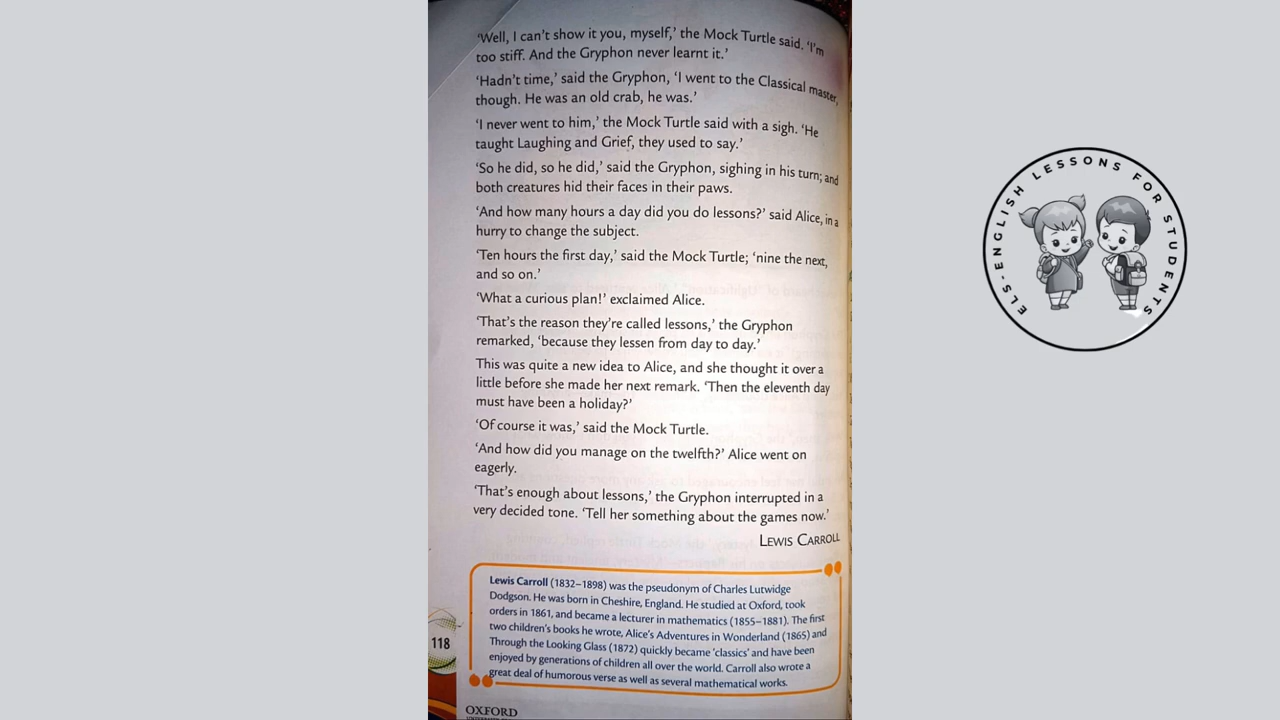 'Well, I can't show it you, myself,' the Mock Turtle said. 'I'm
too stiff. And the Gryphon never learnt it.'
'Hadn't time,' said the Gryphon, 'I went to the Classical master,
though. He was an old crab, he was.'
'I never went to him,' the Mock Turtle said with a sigh. 'He
taught Laughing and Grief, they used to say.'
'So he did, so he did,' said the Gryphon, sighing in his turn; and
both creatures hid their faces in their paws.
'And how many hours a day did you do lessons?' said Alice, in a
hurry to change the subject.
'Ten hours the first day,' said the Mock Turtle; 'nine the next,
and so on.'
'What a curious plan!' exclaimed Alice.
'That's the reason they're called lessons,' the Gryphon
remarked, 'because they lessen from day to day.'
This was quite a new idea to Alice, and she thought it over a
little before she made her next remark. 'Then the eleventh day
must have been a holiday?'
'Of course it was,' said the Mock Turtle.
'And how did you manage on the twelfth?' Alice went on
eagerly.
'That's enough about lessons,' the Gryphon interrupted in a
very decided tone. 'Tell her something about the games now.'
LEWIS CARROLL
Lewis Carroll (1832–1898) was the pseudonym of Charles Lutwidge
Dodgson. He was born in Cheshire, England. He studied at Oxford, took
orders in 1861, and became a lecturer in mathematics (1855–1881). The first
two children's books he wrote, Alice's Adventures in Wonderland (1865) and
Through the Looking Glass (1872) quickly became 'classics' and have been
enjoyed by generations of children all over the world. Carroll also wrote a
great deal of humorous verse as well as several mathematical works.
118
OXFORD
ELS-ENGLISH LESSONS FOR STUDENTS